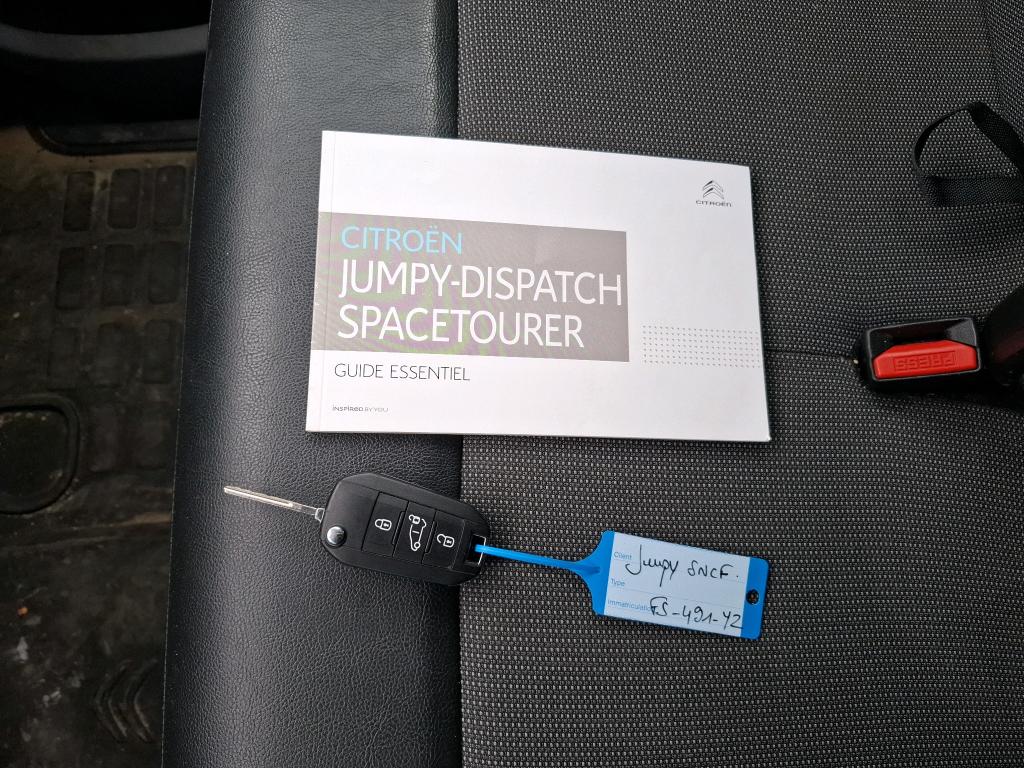 CITROËN
CITROËN
JUMPY-DISPATCH
SPACETOURER
GUIDE ESSENTIEL
INSPIRED BY YOU
PRESS
Client Jumpy SNCF.
Type
Immatriculation FS-491-YZ